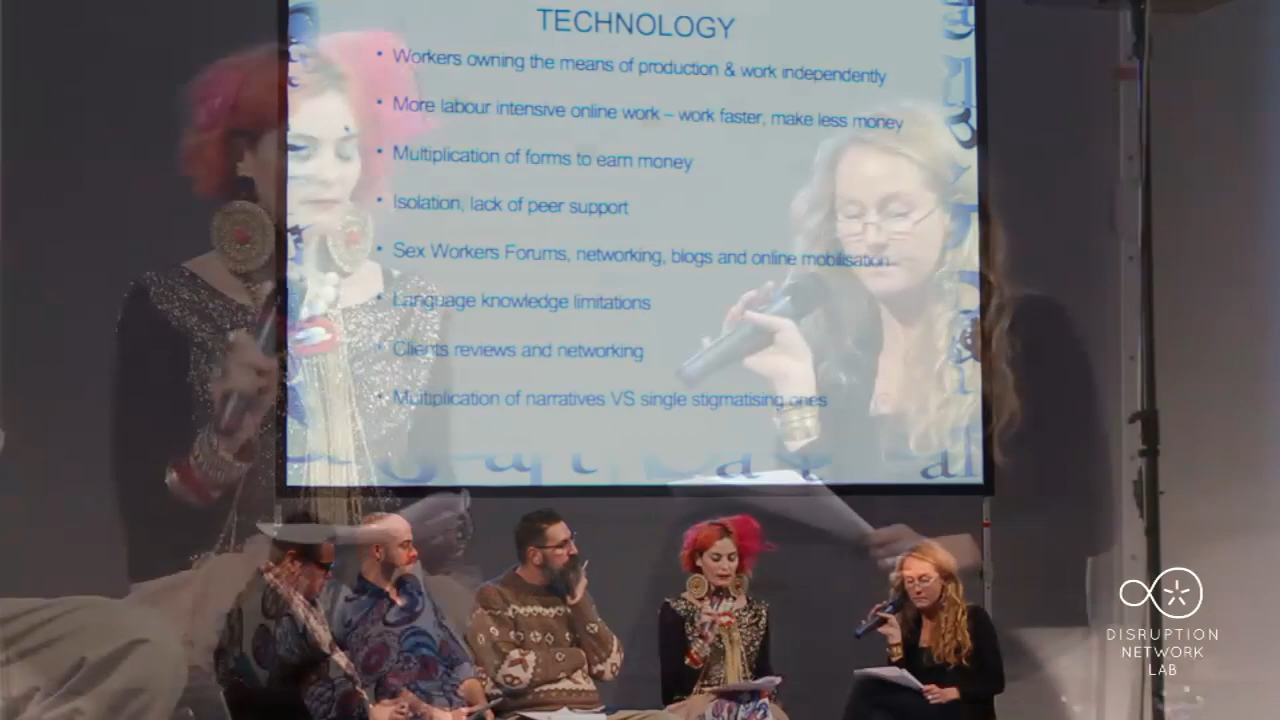 TECHNOLOGY
• Workers owning the means of production & work independently
• More labour intensive online work – work faster, make less money
• Multiplication of forms to earn money
• Isolation, lack of peer support
• Sex Workers Forums, networking, blogs and online mobilisation
• Language knowledge limitations
• Clients reviews and networking
• Multiplication of narratives VS single stigmatising ones
DISRUPTION
NETWORK
LAB